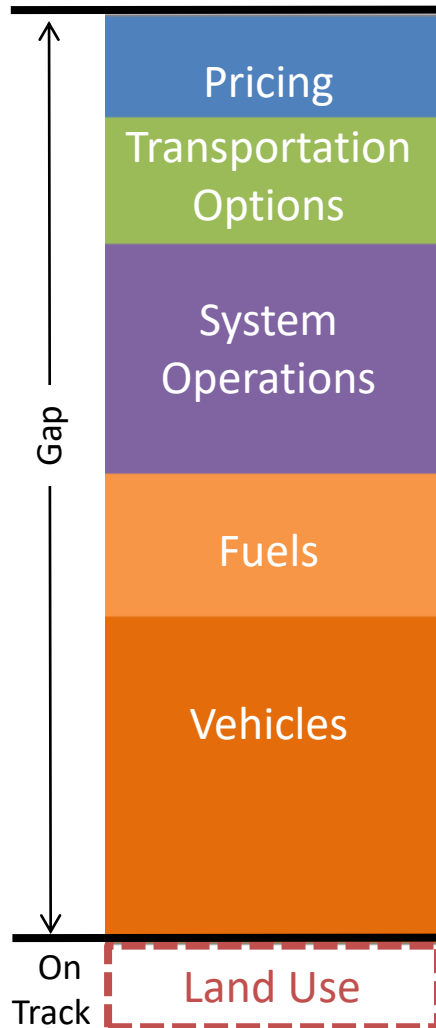 Pricing
Transportation
Options
System
Operations
Gap
Fuels
Vehicles
On
Track
Land Use